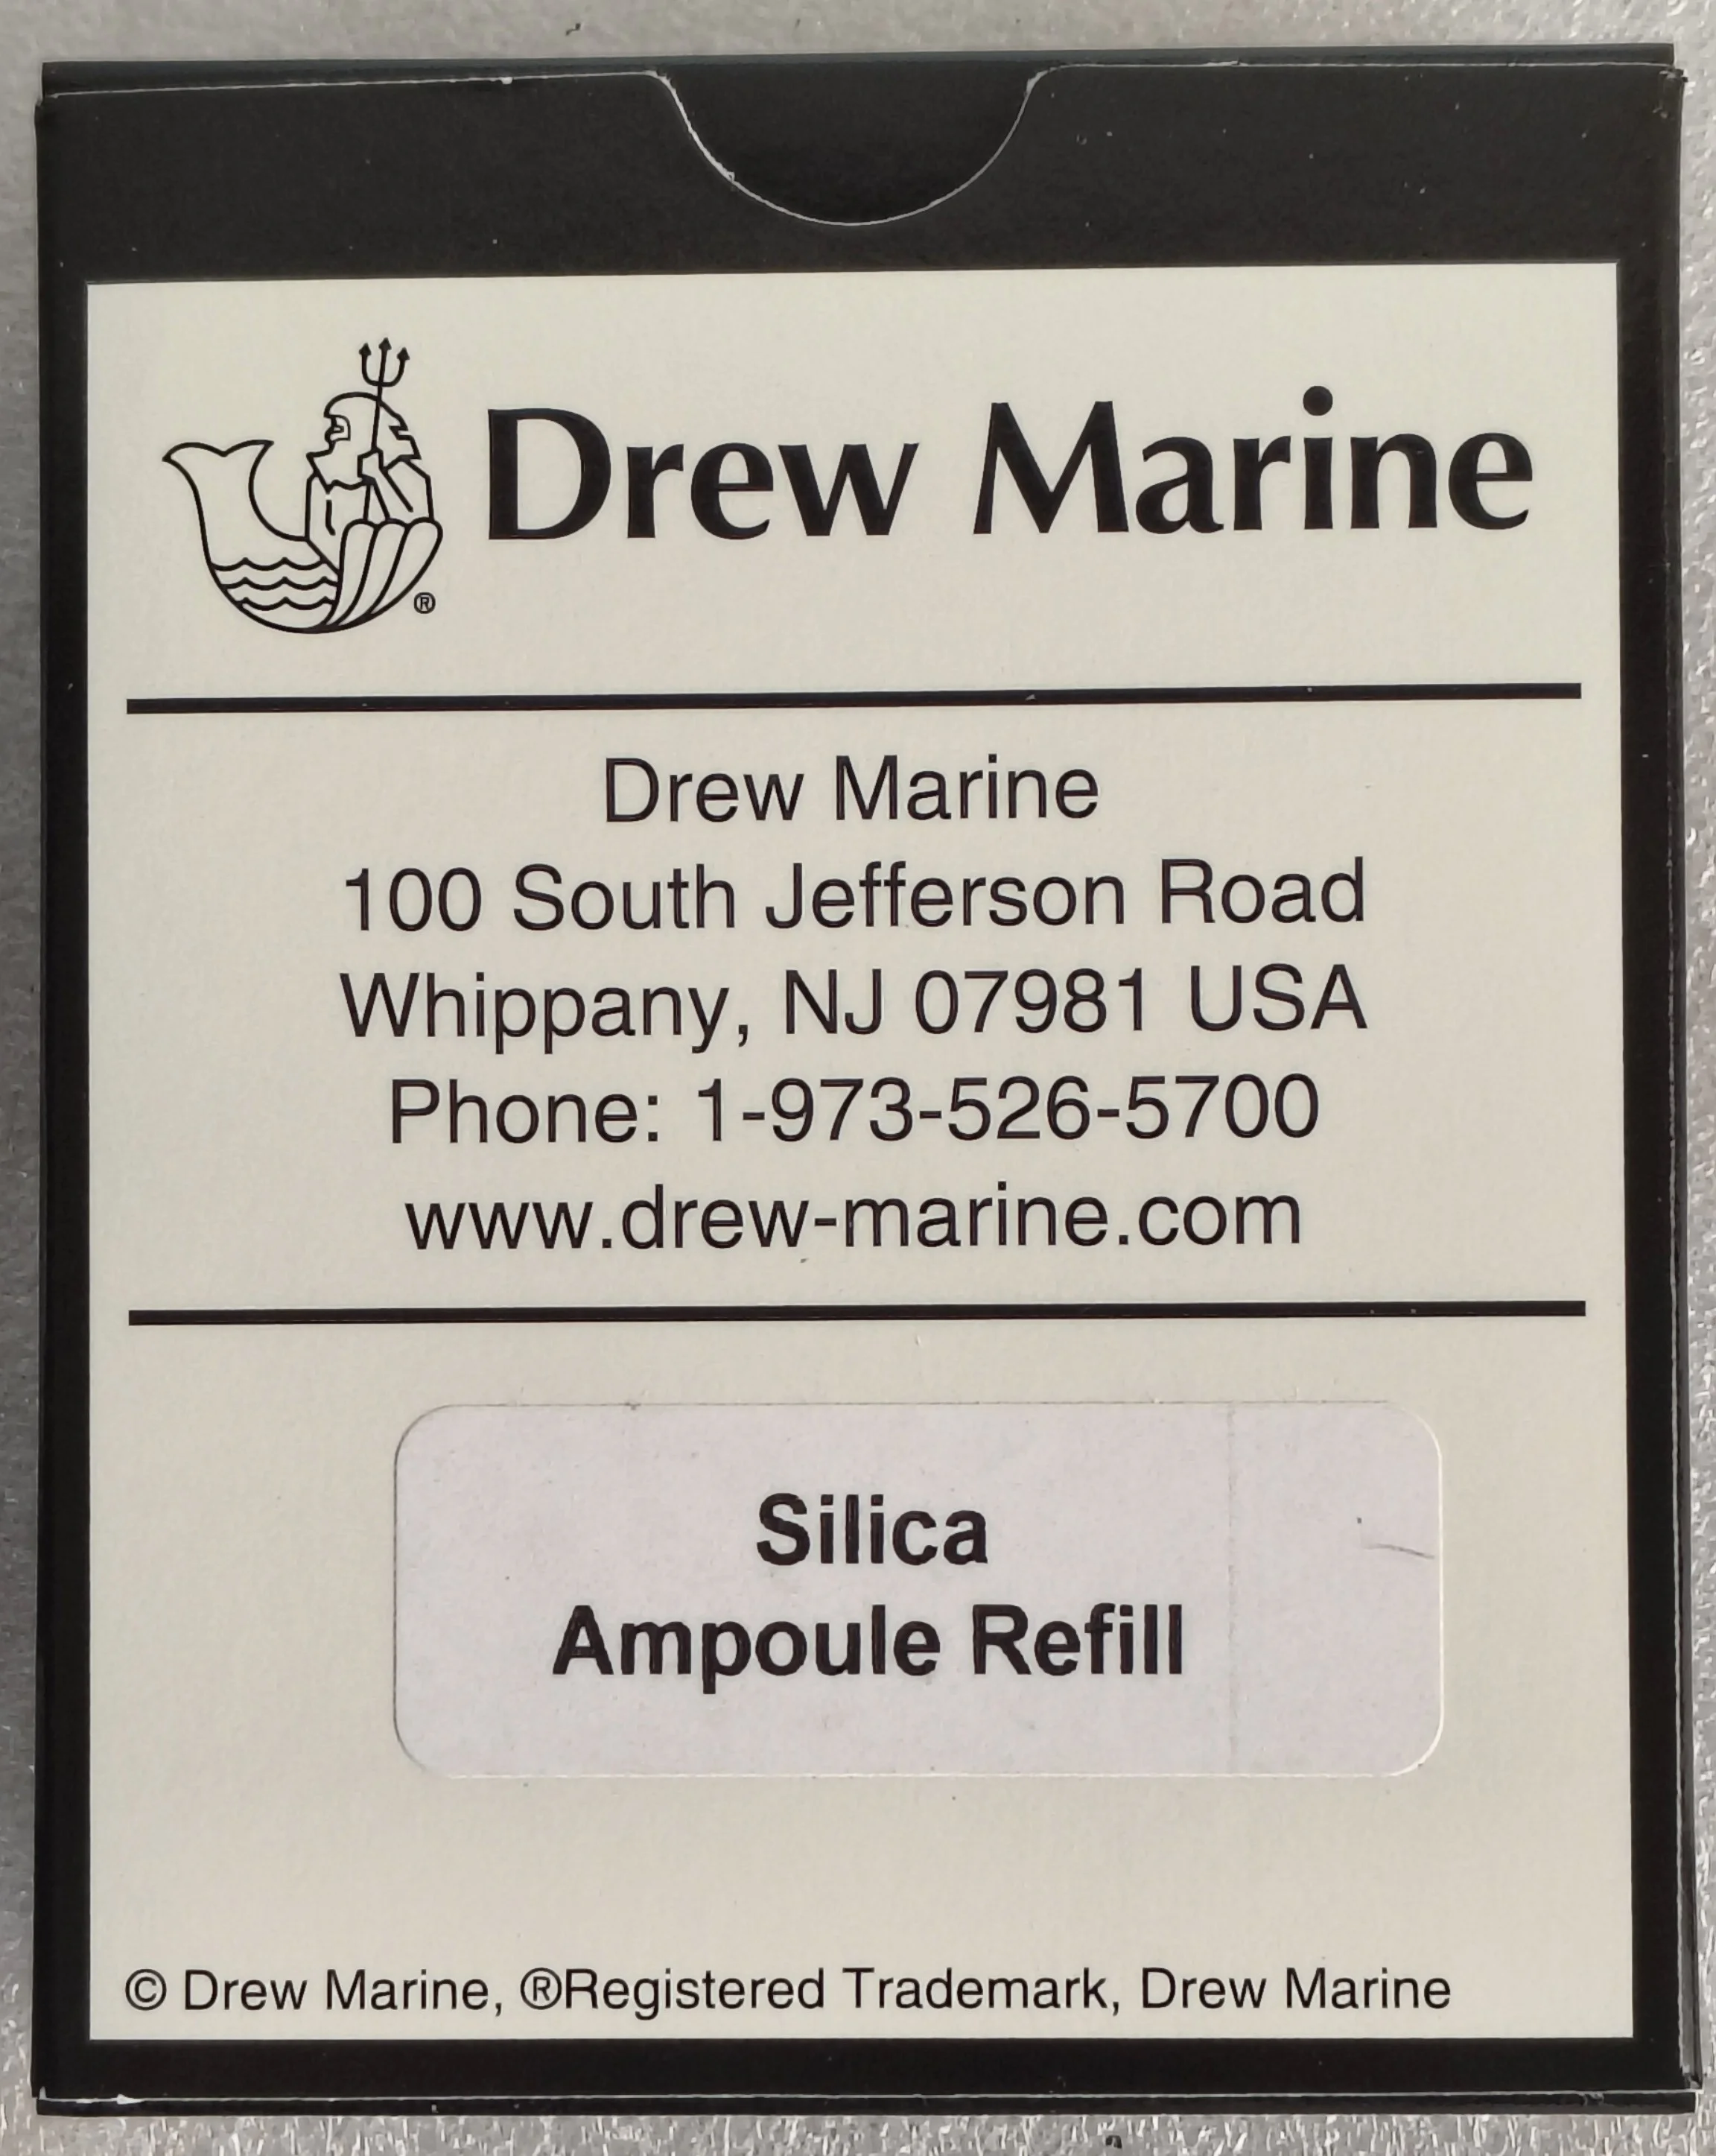 ®
Drew Marine
Drew Marine
100 South Jefferson Road
Whippany, NJ 07981 USA
Phone: 1-973-526-5700
www.drew-marine.com
Silica
Ampoule Refill
© Drew Marine, ®Registered Trademark, Drew Marine